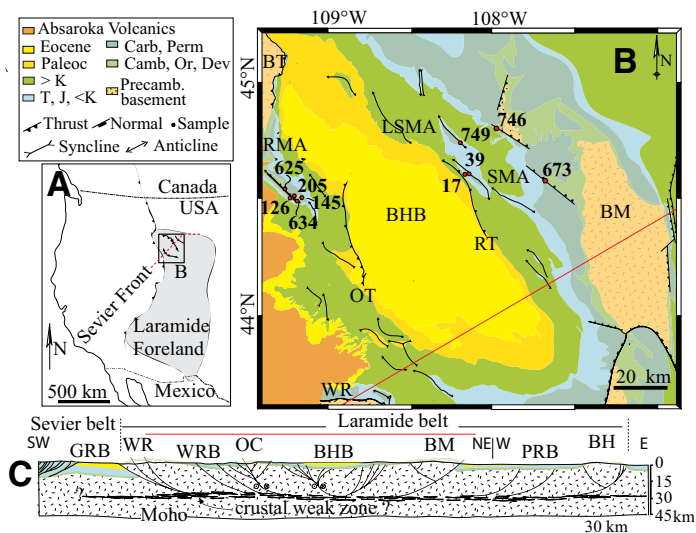 Absaroka Volcanics
Eocene
Carb, Perm
Paleoc
Camb, Or, Dev
> K
Precamb. basement
T, J, <K
Thrust
Normal
Sample
Syncline
Anticline
A
Canada
USA
B
Sevier Front
Laramide
Foreland
N
500 km
Mexico
109°W
108°W
45°N
44°N
B
N
BT
LSMA
749
746
RMA
39
673
625
SMA
205
17
126
145
BHB
BM
634
RT
OT
WR
20 km
Sevier belt
Laramide belt
SW
GRB
WR
WRB
OC
BHB
BM
NE
W
PRB
BH
E
C
0
15
30
45km
?
crustal weak zone ?
Moho
30 km